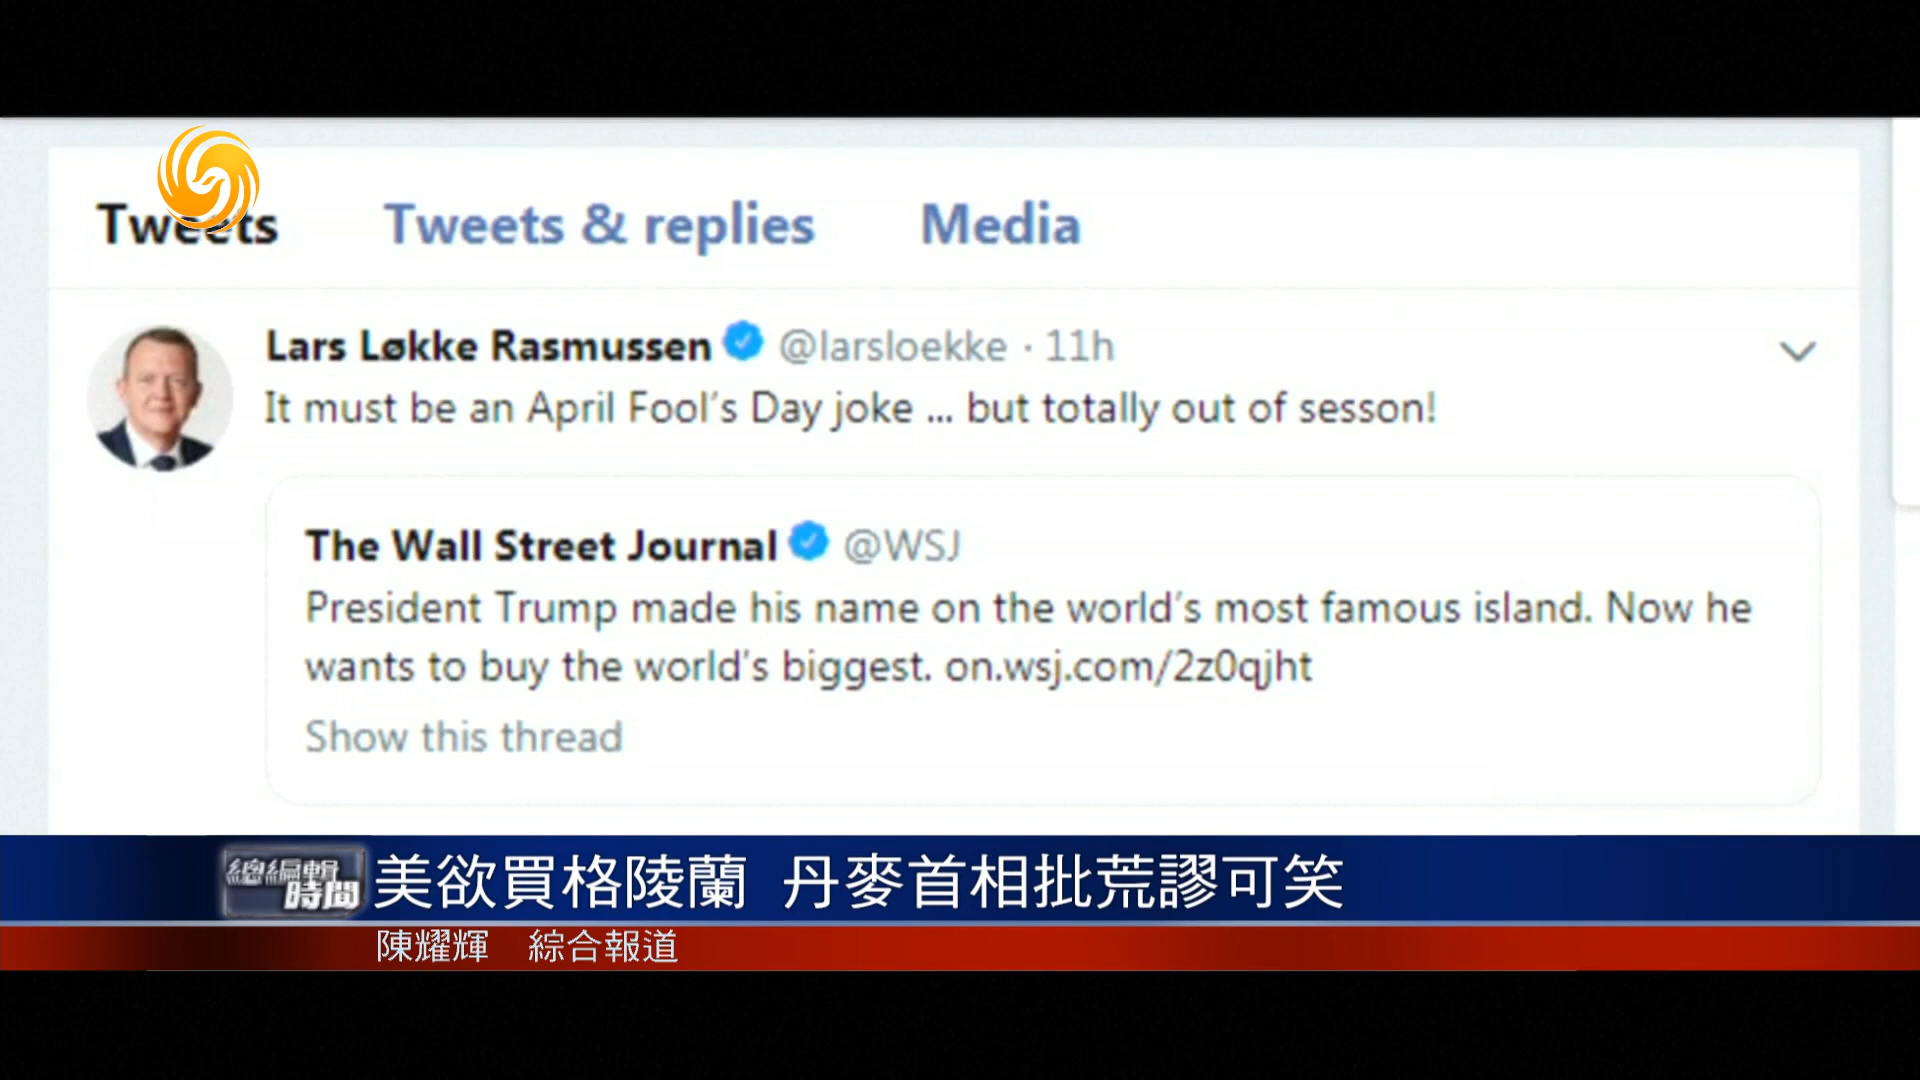 Tweets Tweets & replies Media
Lars Løkke Rasmussen @larsloekke · 11h
It must be an April Fool's Day joke ... but totally out of sesson!
The Wall Street Journal @WSJ
President Trump made his name on the world's most famous island. Now he
wants to buy the world's biggest. on.wsj.com/2z0qjht
Show this thread
總編輯
時間
美欲買格陵蘭 丹麥首相批荒謬可笑
陳耀輝 綜合報道